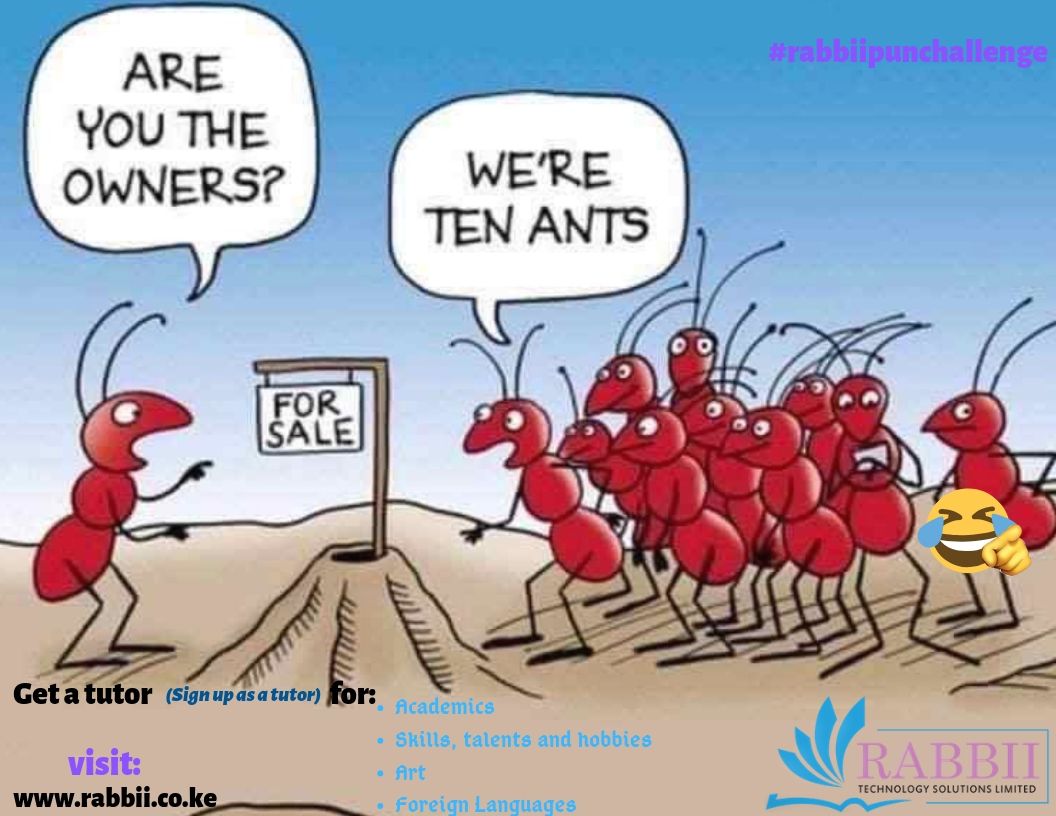 #rabbiipunchallenge
ARE
YOU THE
OWNERS?
WE'RE
TEN ANTS
FOR
SALE
Get a tutor (Sign up as a tutor) for:
• Academics
• Skills, talents and hobbies
• Art
• Foreign Languages
visit:
www.rabbii.co.ke
RABBII
TECHNOLOGY SOLUTIONS LIMITED